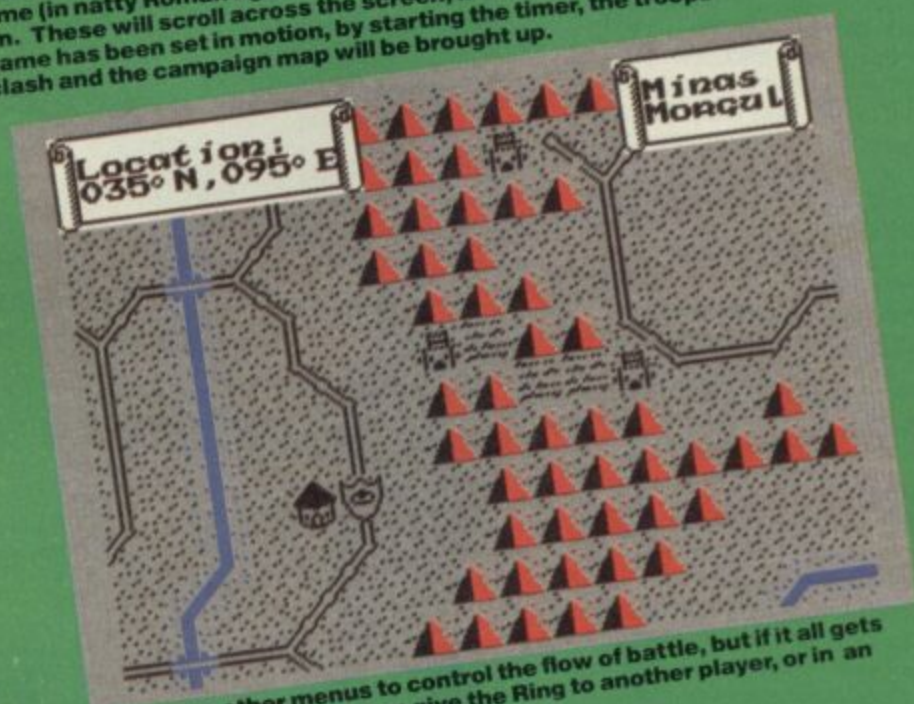 me (in natty Roman
n. These will scroll across the screen,
ame has been set in motion, by starting the timer, the
clash and the campaign map will be brought up.
Location:
035° N, 095° E
Minas
Morgul
menus to control the flow of battle, but if it all gets
give the Ring to another player, or in an